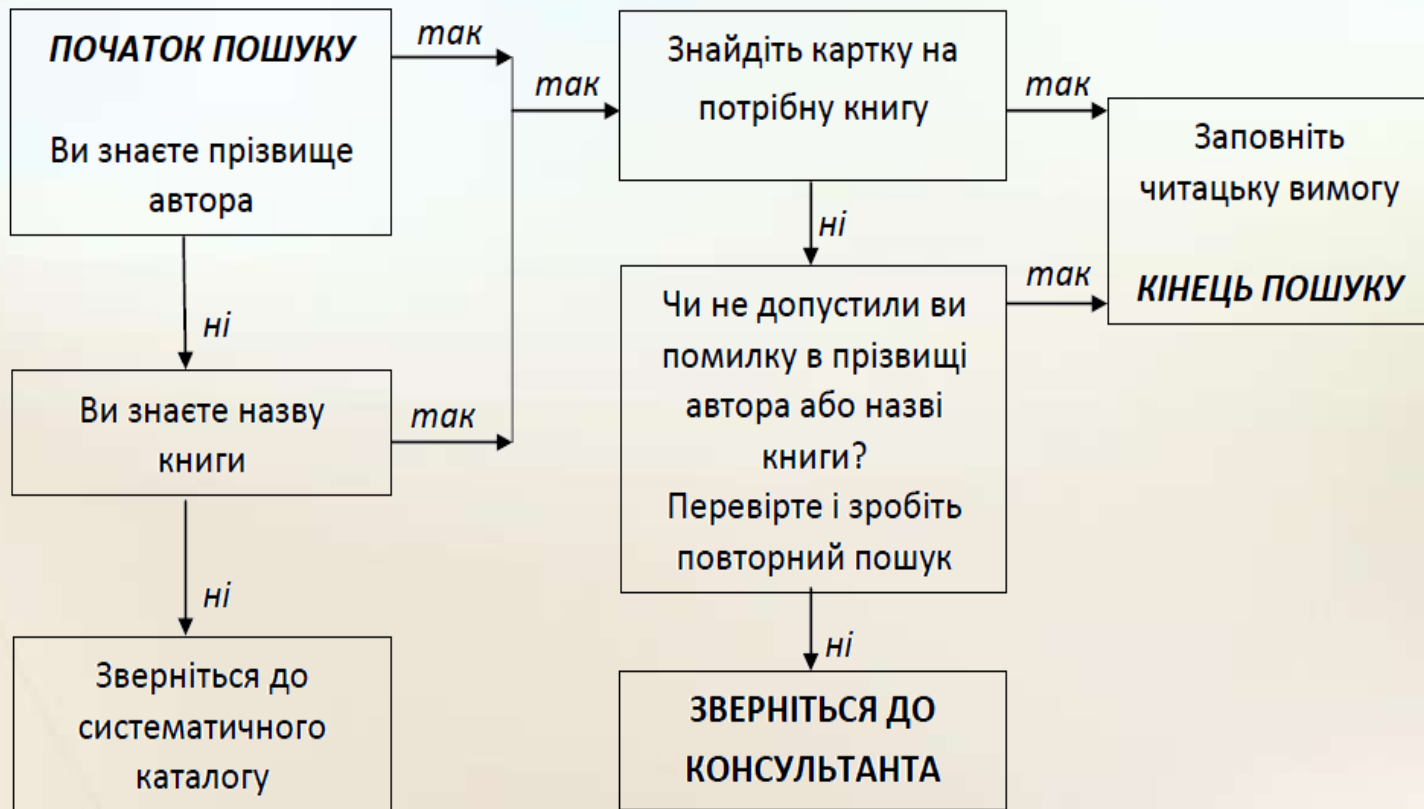 ПОЧАТОК ПОШУКУ
Ви знаєте прізвище
автора
так
ні
Ви знаєте назву
книги
так
ні
Зверніться до
систематичного
каталогу
так
Знайдіть картку на
потрібну книгу
так
ні
Чи не допустили ви
помилку в прізвищі
автора або назві
книги?
Перевірте і зробіть
повторний пошук
так
ні
ЗВЕРНІТЬСЯ ДО
КОНСУЛЬТАНТА
Заповніть
читацьку вимогу
КІНЕЦЬ ПОШУКУ